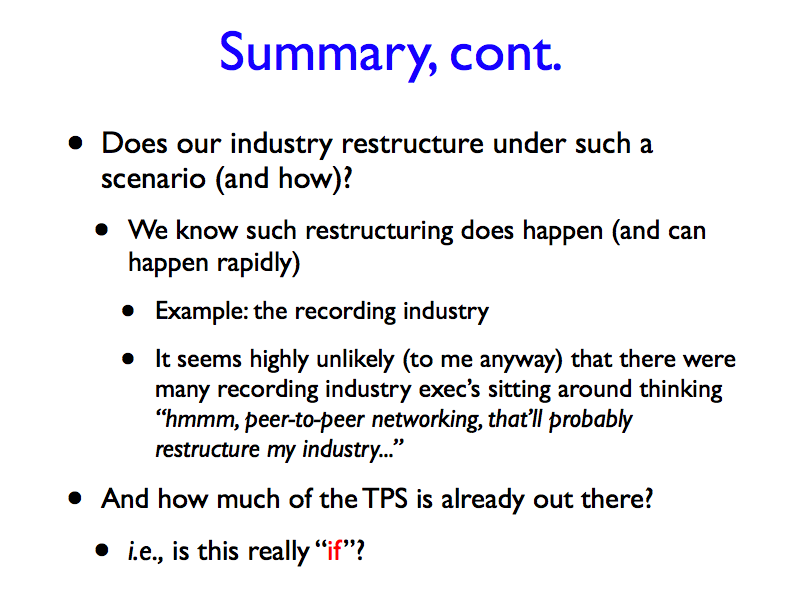 Summary, cont.
• Does our industry restructure under such a
scenario (and how)?
• We know such restructuring does happen (and can
happen rapidly)
• Example: the recording industry
• It seems highly unlikely (to me anyway) that there were
many recording industry exec’s sitting around thinking
“hmmm, peer-to-peer networking, that’ll probably
restructure my industry...”
• And how much of the TPS is already out there?
• i.e., is this really “if”?